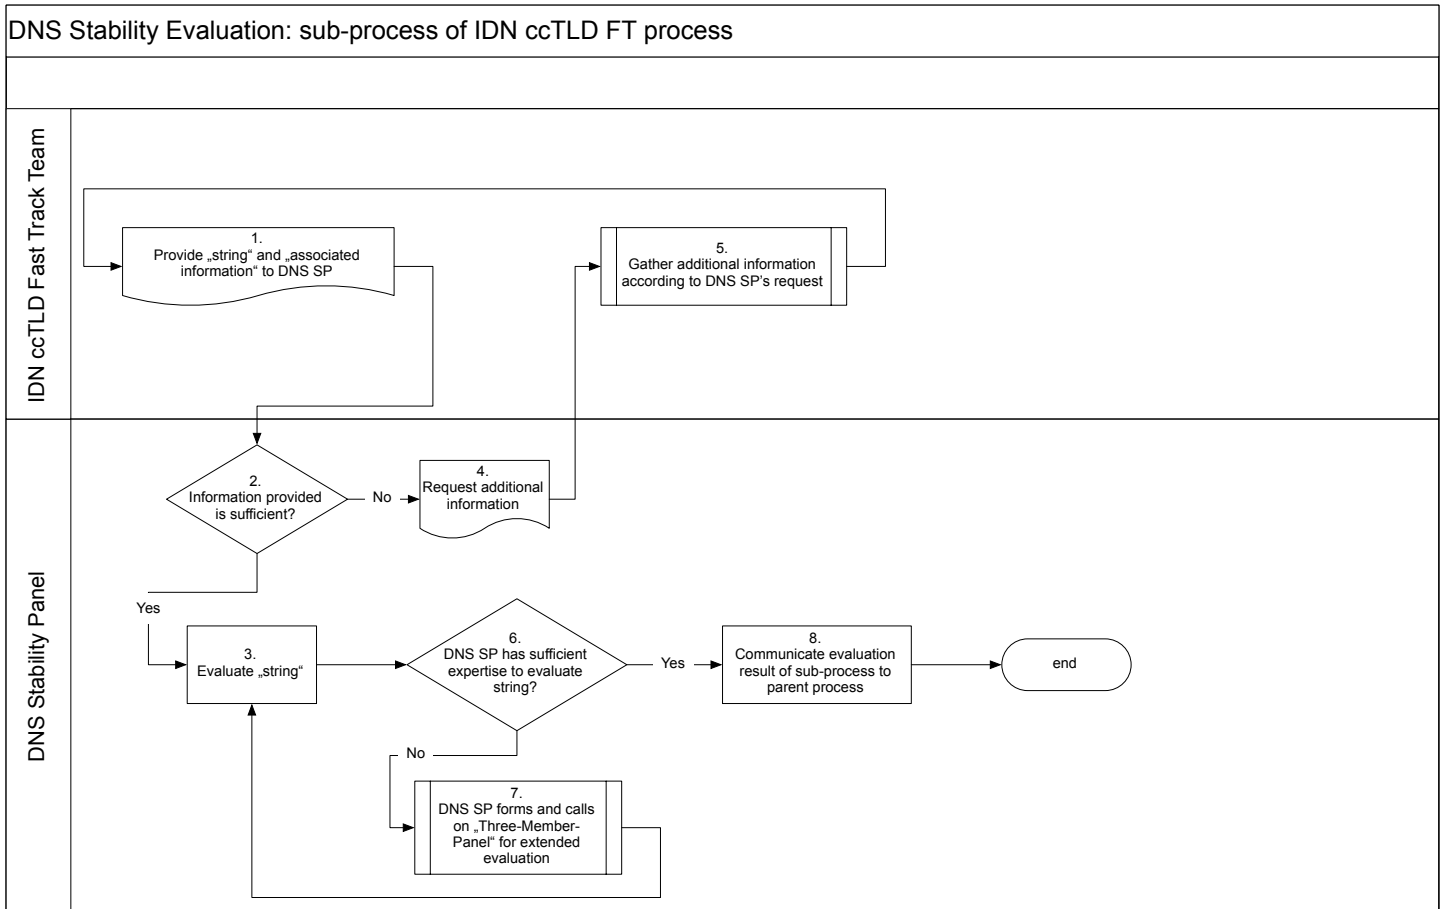 DNS Stability Evaluation: sub-process of IDN ccTLD FT process
IDN ccTLD Fast Track Team
1.
Provide „string“ and „associated
information“ to DNS SP
5.
Gather additional information
according to DNS SP's request
DNS Stability Panel
2.
Information provided
is sufficient?
No
4.
Request additional
information
Yes
3.
Evaluate „string“
6.
DNS SP has sufficient
expertise to evaluate
string?
Yes
8.
Communicate evaluation
result of sub-process to
parent process
end
No
7.
DNS SP forms and calls
on „Three-Member-
Panel“ for extended
evaluation